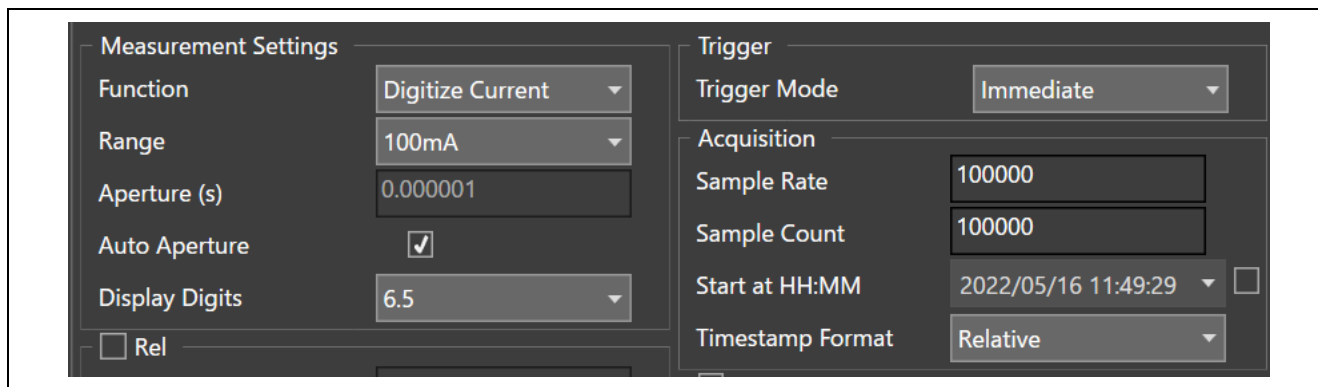 Measurement Settings
Function
Digitize Current
Range
100mA
Aperture (s)
0.000001
Auto Aperture
Display Digits
6.5
Rel
Trigger
Trigger Mode
Immediate
Acquisition
Sample Rate
100000
Sample Count
100000
Start at HH:MM
2022/05/16 11:49:29
Timestamp Format
Relative